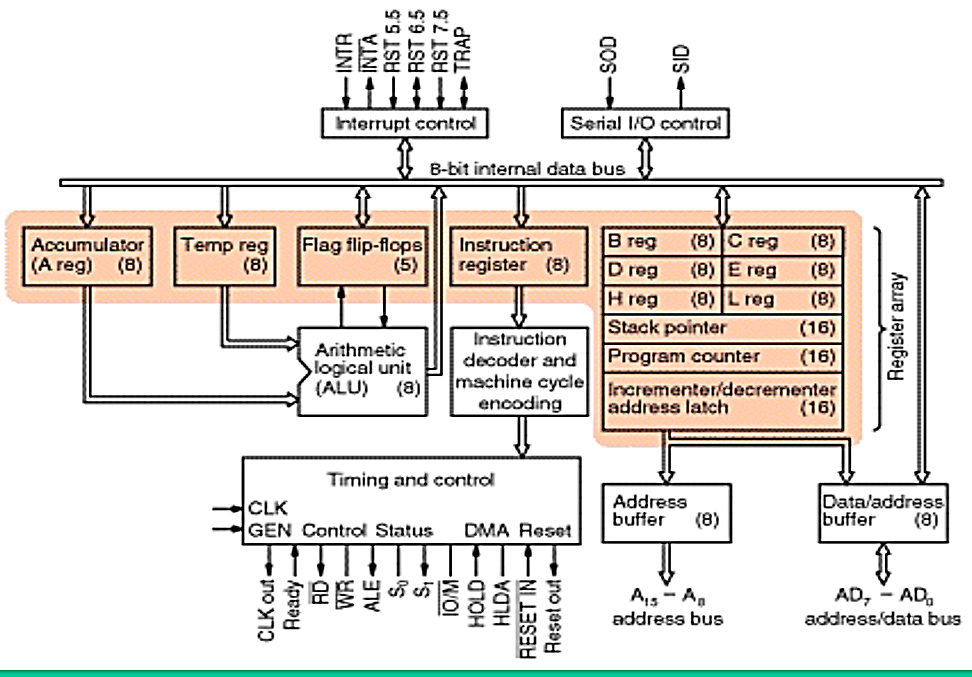 INTR
INTA
RST 5.5
RST 6.5
RST 7.5
TRAP
SOD
SID
Interrupt control
Serial I/O control
8-bit internal data bus
Accumulator
(A reg) (8)
Temp reg
(8)
Flag flip-flops
(5)
Instruction
register (8)
B reg (8) C reg (8)
D reg (8) E reg (8)
H reg (8) L reg (8)
Stack pointer (16)
Program counter (16)
Incrementer/decrementer
address latch (16)
Register array
Arithmetic
logical unit
(ALU) (8)
Instruction
decoder and
machine cycle
encoding
Timing and control
CLK
GEN Control Status DMA Reset
Address
buffer (8)
Data/address
buffer (8)
CLK out
Ready
RD
WR
ALE
S₀
S₁
IO/M
HOLD
HLDA
RESET IN
Reset out
A₁₅ – A₈
address bus
AD₇ – AD₀
address/data bus